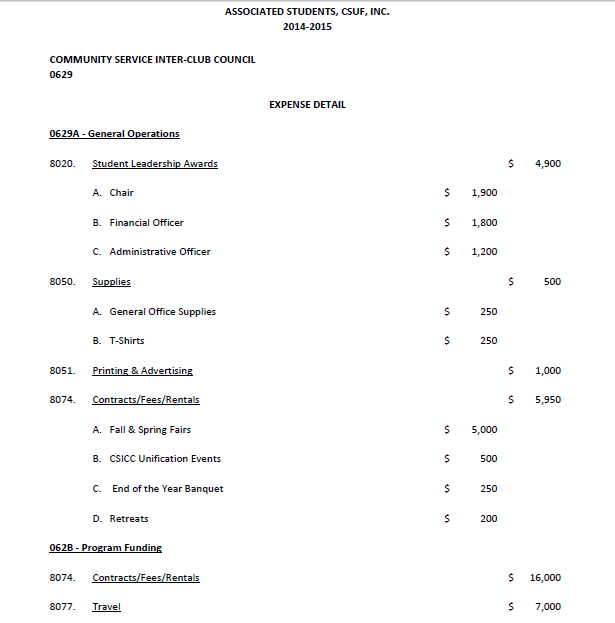 ASSOCIATED STUDENTS, CSUF, INC.
2014-2015
COMMUNITY SERVICE INTER-CLUB COUNCIL
0629
EXPENSE DETAIL
0629A - General Operations
8020. Student Leadership Awards $ 4,900
A. Chair $ 1,900
B. Financial Officer $ 1,800
C. Administrative Officer $ 1,200
8050. Supplies $ 500
A. General Office Supplies $ 250
B. T-Shirts $ 250
8051. Printing & Advertising $ 1,000
8074. Contracts/Fees/Rentals $ 5,950
A. Fall & Spring Fairs $ 5,000
B. CSICC Unification Events $ 500
C. End of the Year Banquet $ 250
D. Retreats $ 200
062B - Program Funding
8074. Contracts/Fees/Rentals $ 16,000
8077. Travel $ 7,000